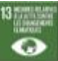 13 MESURES RELATIVES
À LA LUTTE CONTRE
LES CHANGEMENTS
CLIMATIQUES